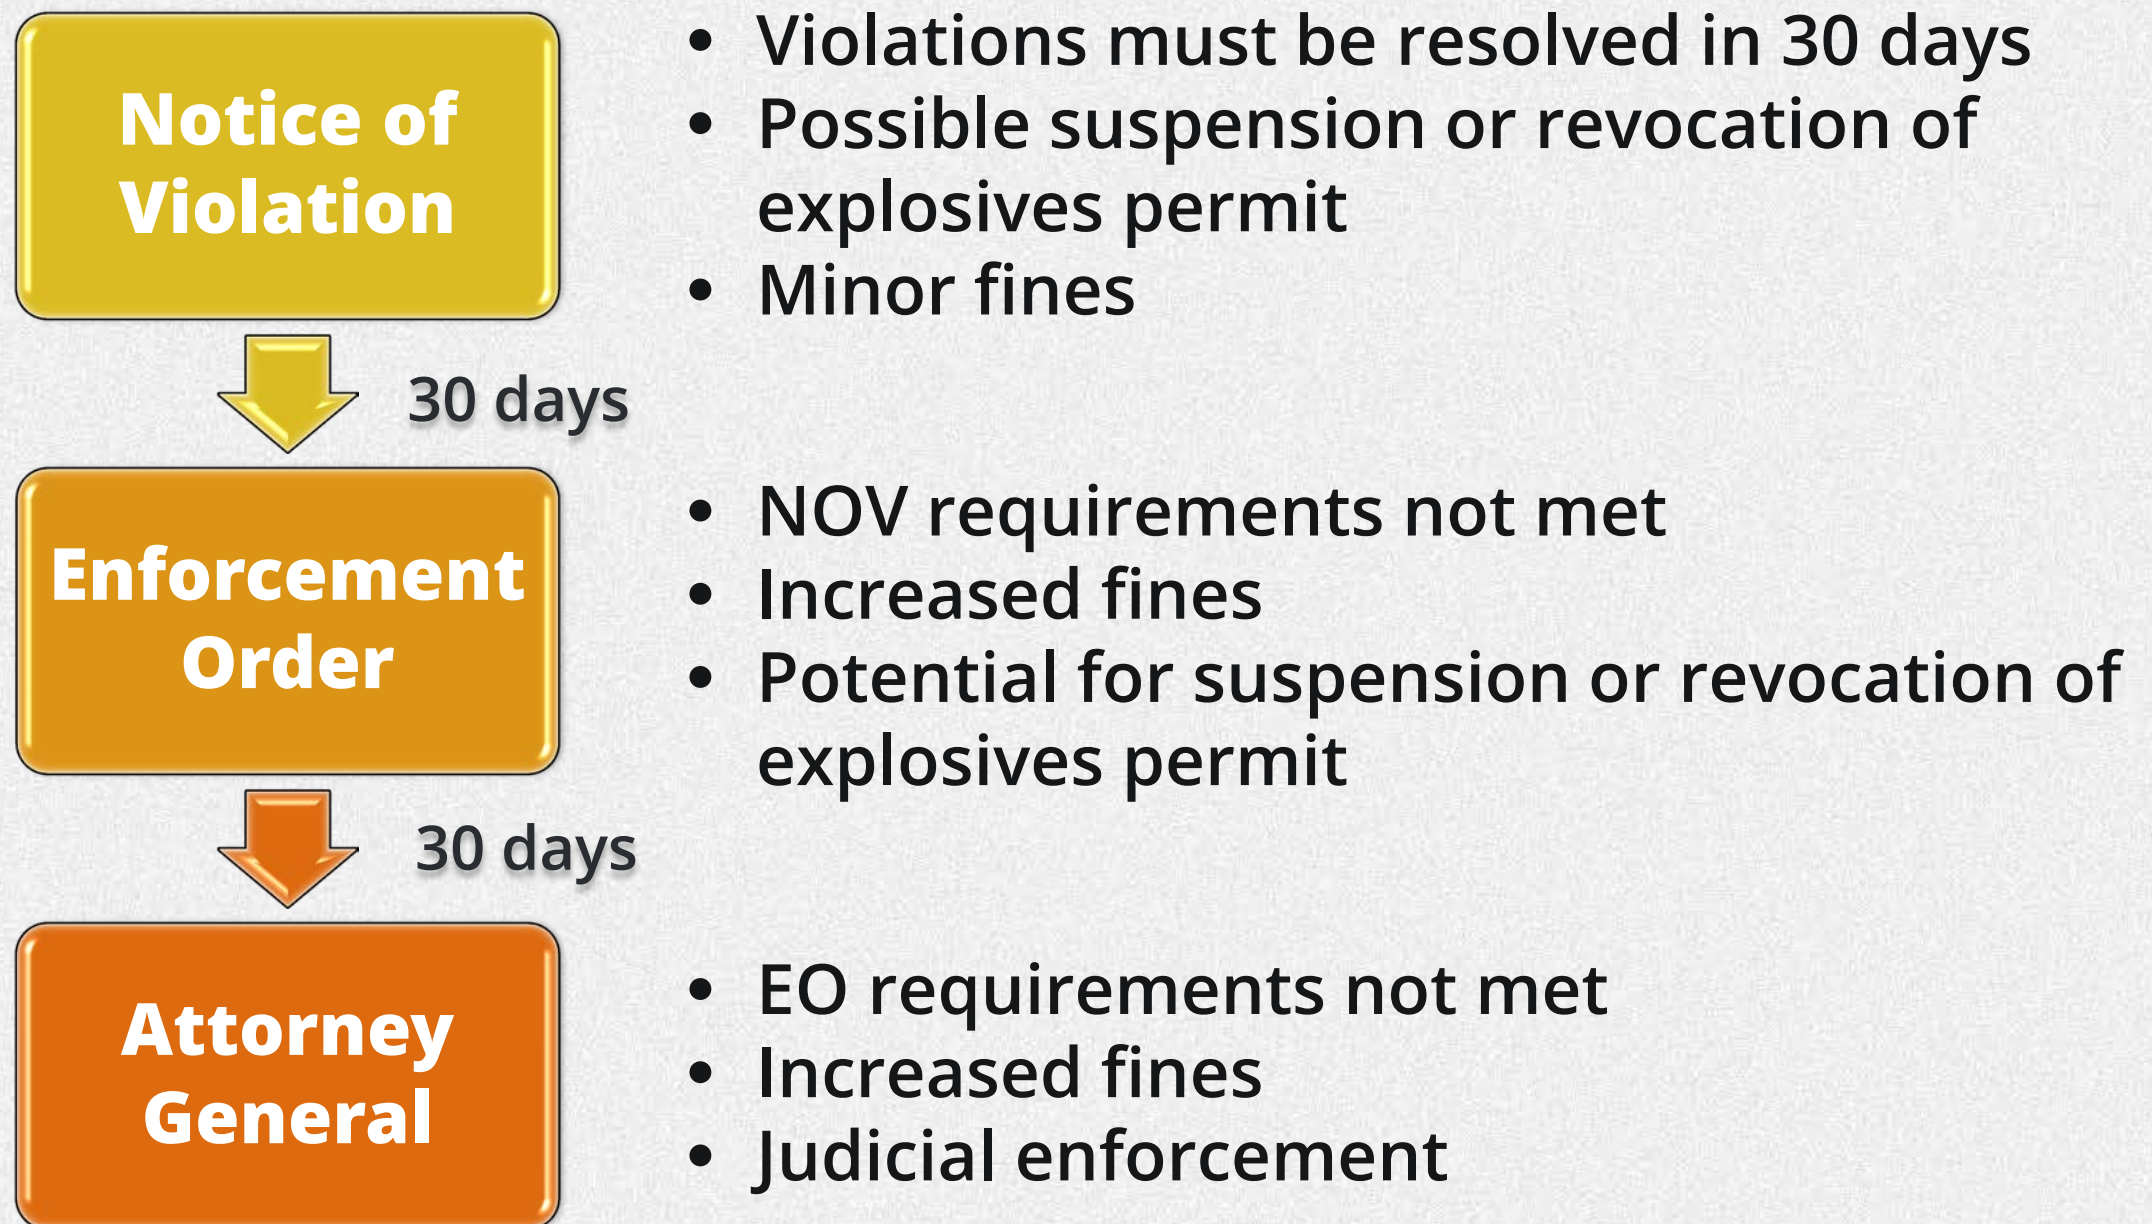 Notice of
Violation
• Violations must be resolved in 30 days
• Possible suspension or revocation of
explosives permit
• Minor fines
30 days
Enforcement
Order
• NOV requirements not met
• Increased fines
• Potential for suspension or revocation of
explosives permit
30 days
Attorney
General
• EO requirements not met
• Increased fines
• Judicial enforcement